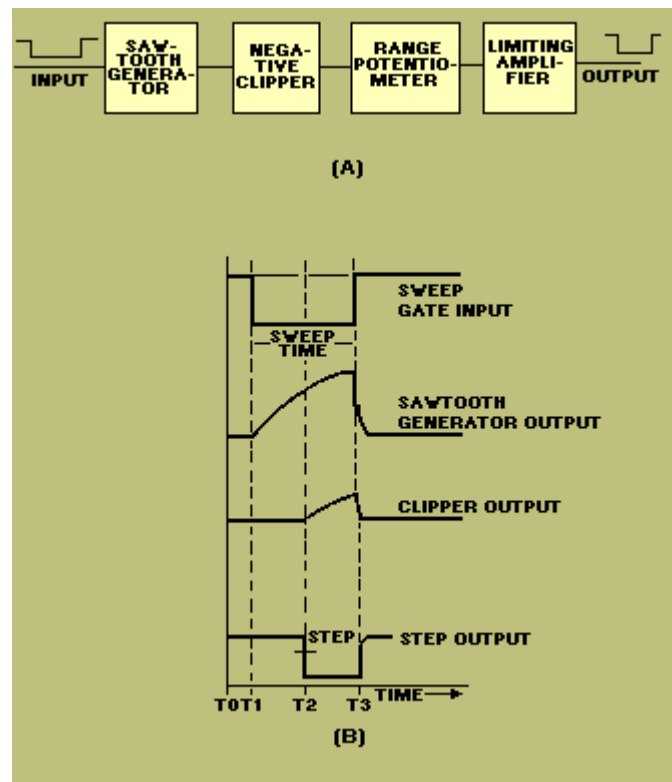 SAW-
TOOTH
GENERA-
TOR
NEGA-
TIVE
CLIPPER
RANGE
POTENTIO-
METER
LIMITING
AMPLI-
FIER
INPUT
OUTPUT
(A)
SWEEP
GATE INPUT
SWEEP
TIME
SAWTOOTH
GENERATOR OUTPUT
CLIPPER OUTPUT
STEP
STEP OUTPUT
T0 T1 T2 T3 TIME
(B)